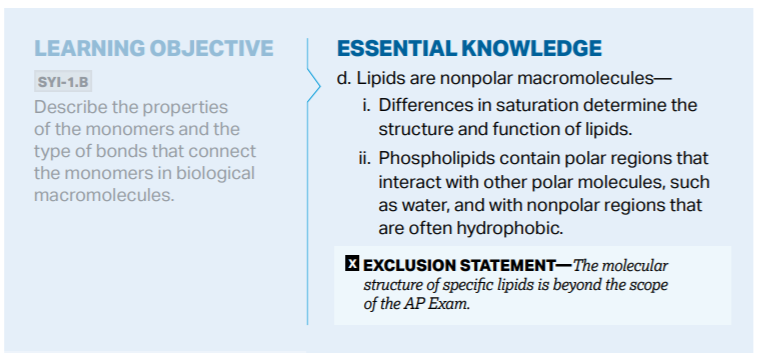 LEARNING OBJECTIVE
SYI-1.B
Describe the properties
of the monomers and the
type of bonds that connect
the monomers in biological
macromolecules.
ESSENTIAL KNOWLEDGE
d. Lipids are nonpolar macromolecules—
i. Differences in saturation determine the
structure and function of lipids.
ii. Phospholipids contain polar regions that
interact with other polar molecules, such
as water, and with nonpolar regions that
are often hydrophobic.
X EXCLUSION STATEMENT—The molecular
structure of specific lipids is beyond the scope
of the AP Exam.